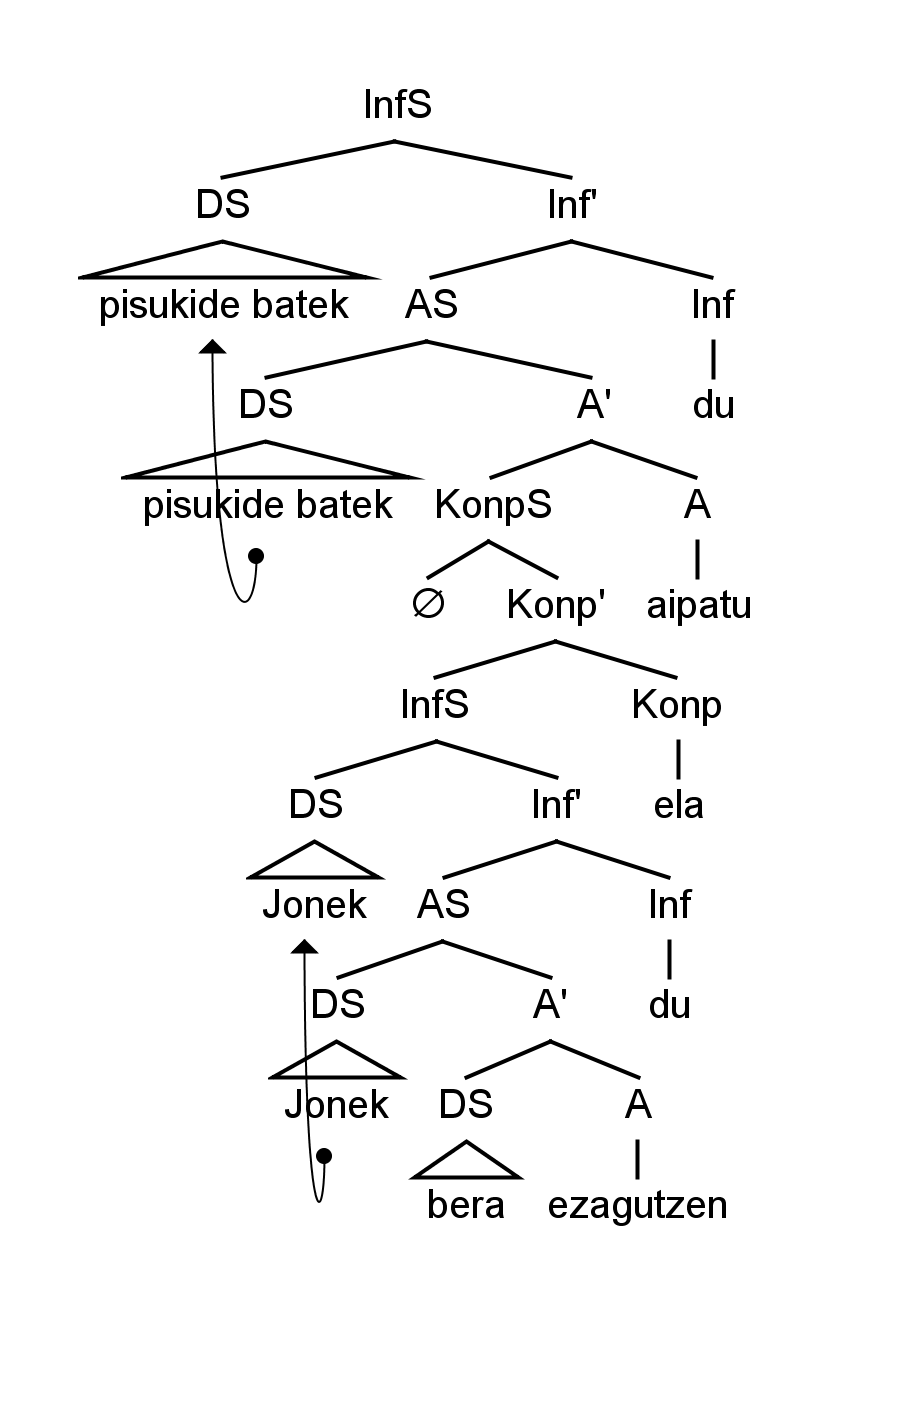 InfS
DS Inf'
pisukide batek AS Inf
DS A' du
pisukide batek KonpS A
∅ Konp' aipatu
InfS Konp
DS Inf' ela
Jonek AS Inf
DS A' du
Jonek DS A
bera ezagutzen